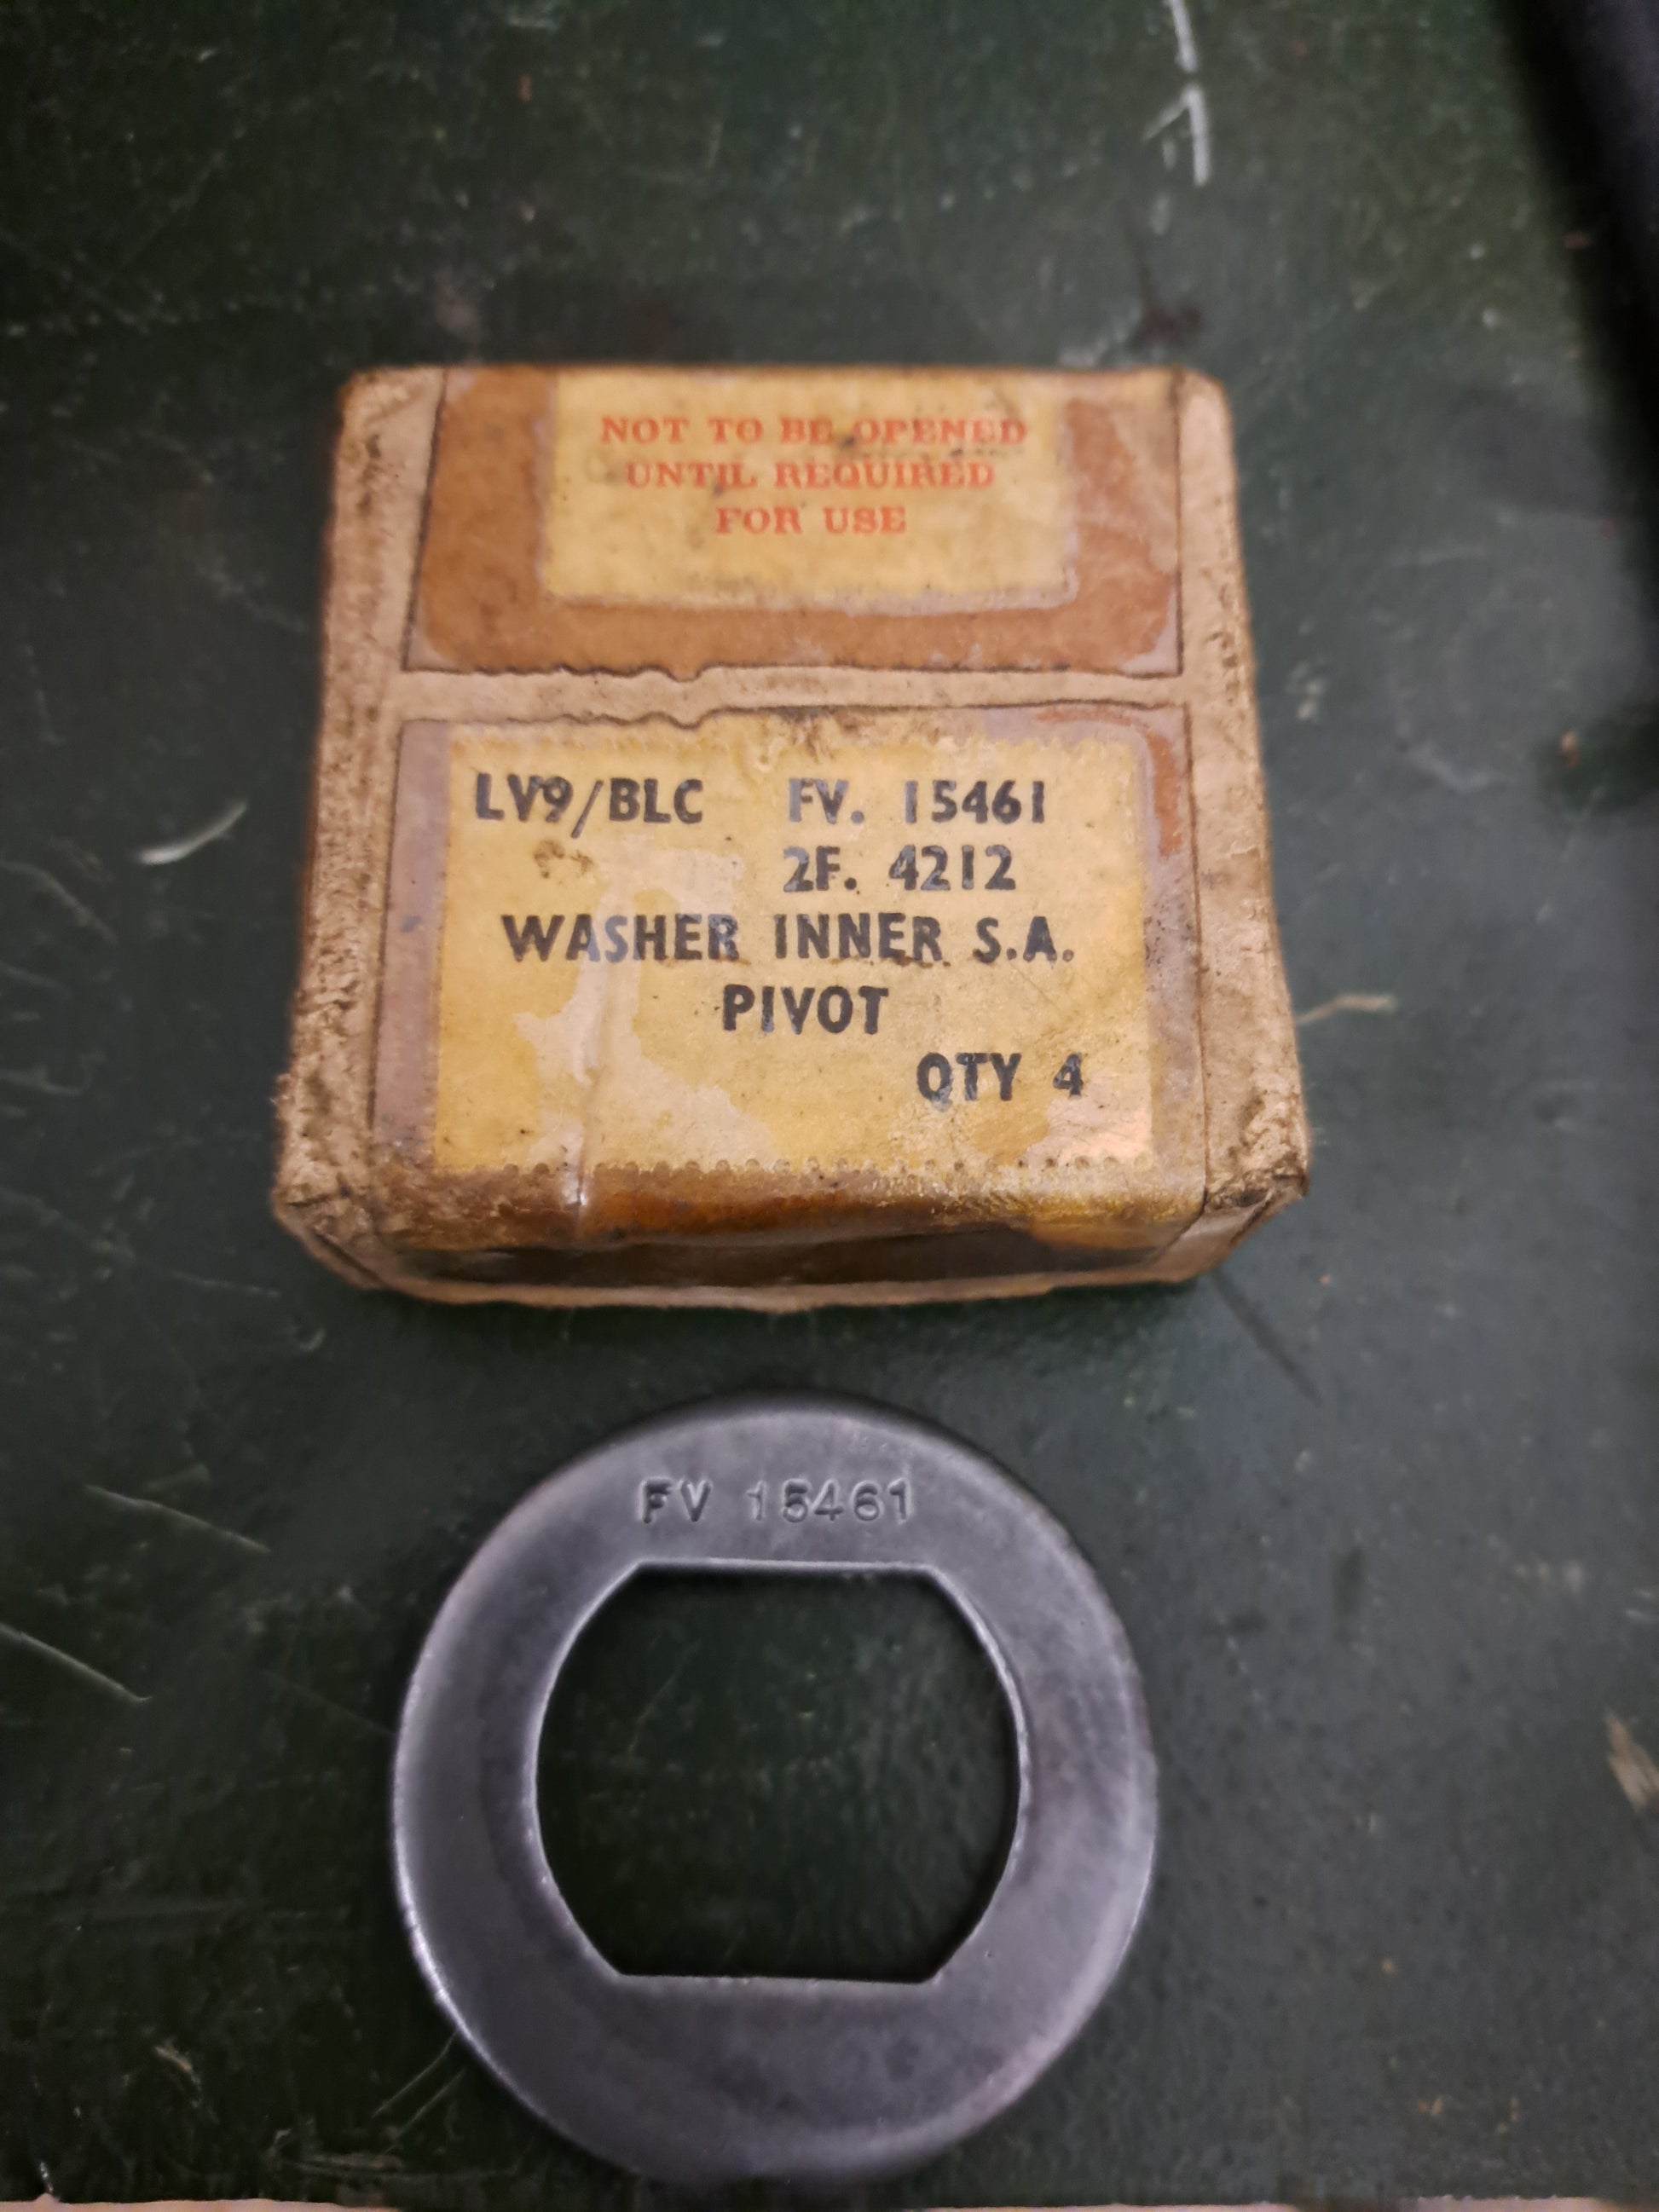 NOT TO BE OPENED
UNTIL REQUIRED
FOR USE
LV9/BLC FV. 15461
2F. 4212
WASHER INNER S.A.
PIVOT
QTY 4
FV 15461